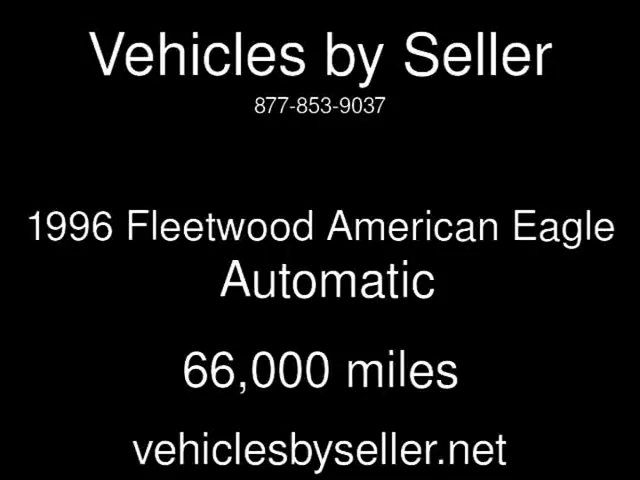 Vehicles by Seller
877-853-9037
1996 Fleetwood American Eagle
Automatic
66,000 miles
vehiclesbyseller.net